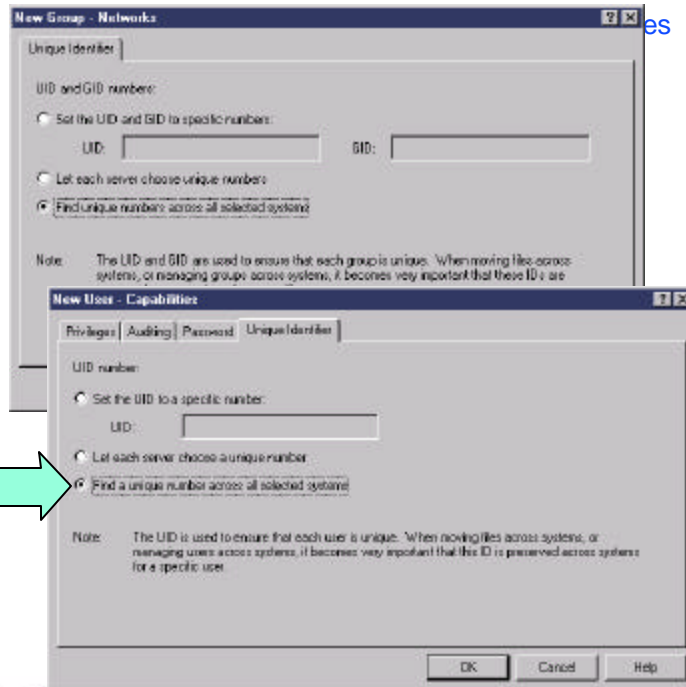 New Group - Networks
es
Unique Identifier
UID and GID numbers:
Set the UID and GID to specific numbers:
UID:
GID:
Let each server choose unique numbers
Find unique numbers across all selected systems
Note: The UID and GID are used to ensure that each group is unique. When moving files across
systems, or managing groups across systems, it becomes very important that these IDs are
New User - Capabilities
Privileges
Auditing
Password
Unique Identifier
UID number:
Set the UID to a specific number:
UID:
Let each server choose a unique number
Find a unique number across all selected systems
Note: The UID is used to ensure that each user is unique. When moving files across systems, or
managing users across systems, it becomes very important that this ID is preserved across systems
for a specific user.
OK
Cancel
Help